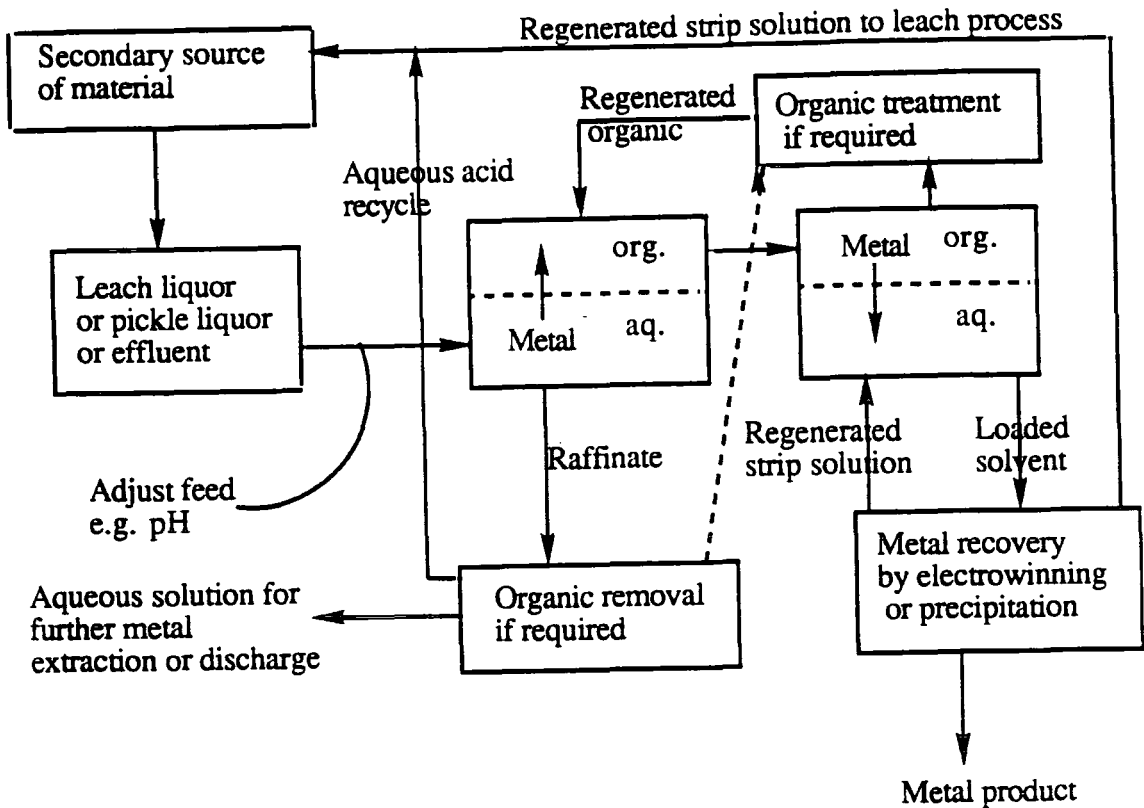 Regenerated strip solution to leach process
Secondary source
of material
Regenerated
organic
Organic treatment
if required
Aqueous acid
recycle
Leach liquor
or pickle liquor
or effluent
org.
Metal
aq.
Metal
org.
aq.
Raffinate
Regenerated
strip solution
Loaded
solvent
Adjust feed
e.g. pH
Organic removal
if required
Metal recovery
by electrowinning
or precipitation
Aqueous solution for
further metal
extraction or discharge
Metal product